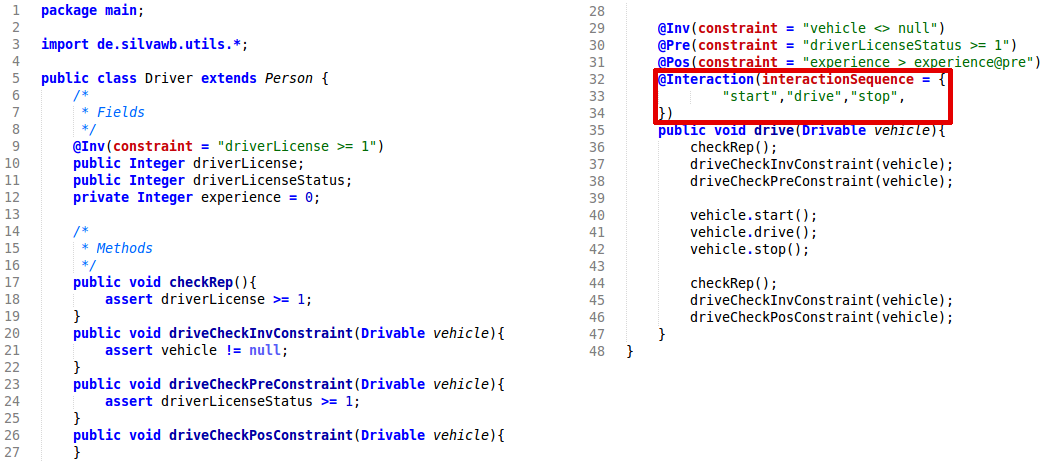 1 package main;
2
3 import de.silvawb.utils.*;
4
5 public class Driver extends Person {
6 /*
7 * Fields
8 */
9 @Inv(constraint = "driverLicense >= 1")
10 public Integer driverLicense;
11 public Integer driverLicenseStatus;
12 private Integer experience = 0;
13
14 /*
15 * Methods
16 */
17 public void checkRep(){
18 assert driverLicense >= 1;
19 }
20 public void driveCheckInvConstraint(Drivable vehicle){
21 assert vehicle != null;
22 }
23 public void driveCheckPreConstraint(Drivable vehicle){
24 assert driverLicenseStatus >= 1;
25 }
26 public void driveCheckPosConstraint(Drivable vehicle){
27 }
28
29 @Inv(constraint = "vehicle <> null")
30 @Pre(constraint = "driverLicenseStatus >= 1")
31 @Pos(constraint = "experience > experience@pre")
32 @Interaction(interactionSequence = {
33 "start","drive","stop",
34 })
35 public void drive(Drivable vehicle){
36 checkRep();
37 driveCheckInvConstraint(vehicle);
38 driveCheckPreConstraint(vehicle);
39
40 vehicle.start();
41 vehicle.drive();
42 vehicle.stop();
43
44 checkRep();
45 driveCheckInvConstraint(vehicle);
46 driveCheckPosConstraint(vehicle);
47 }
48 }